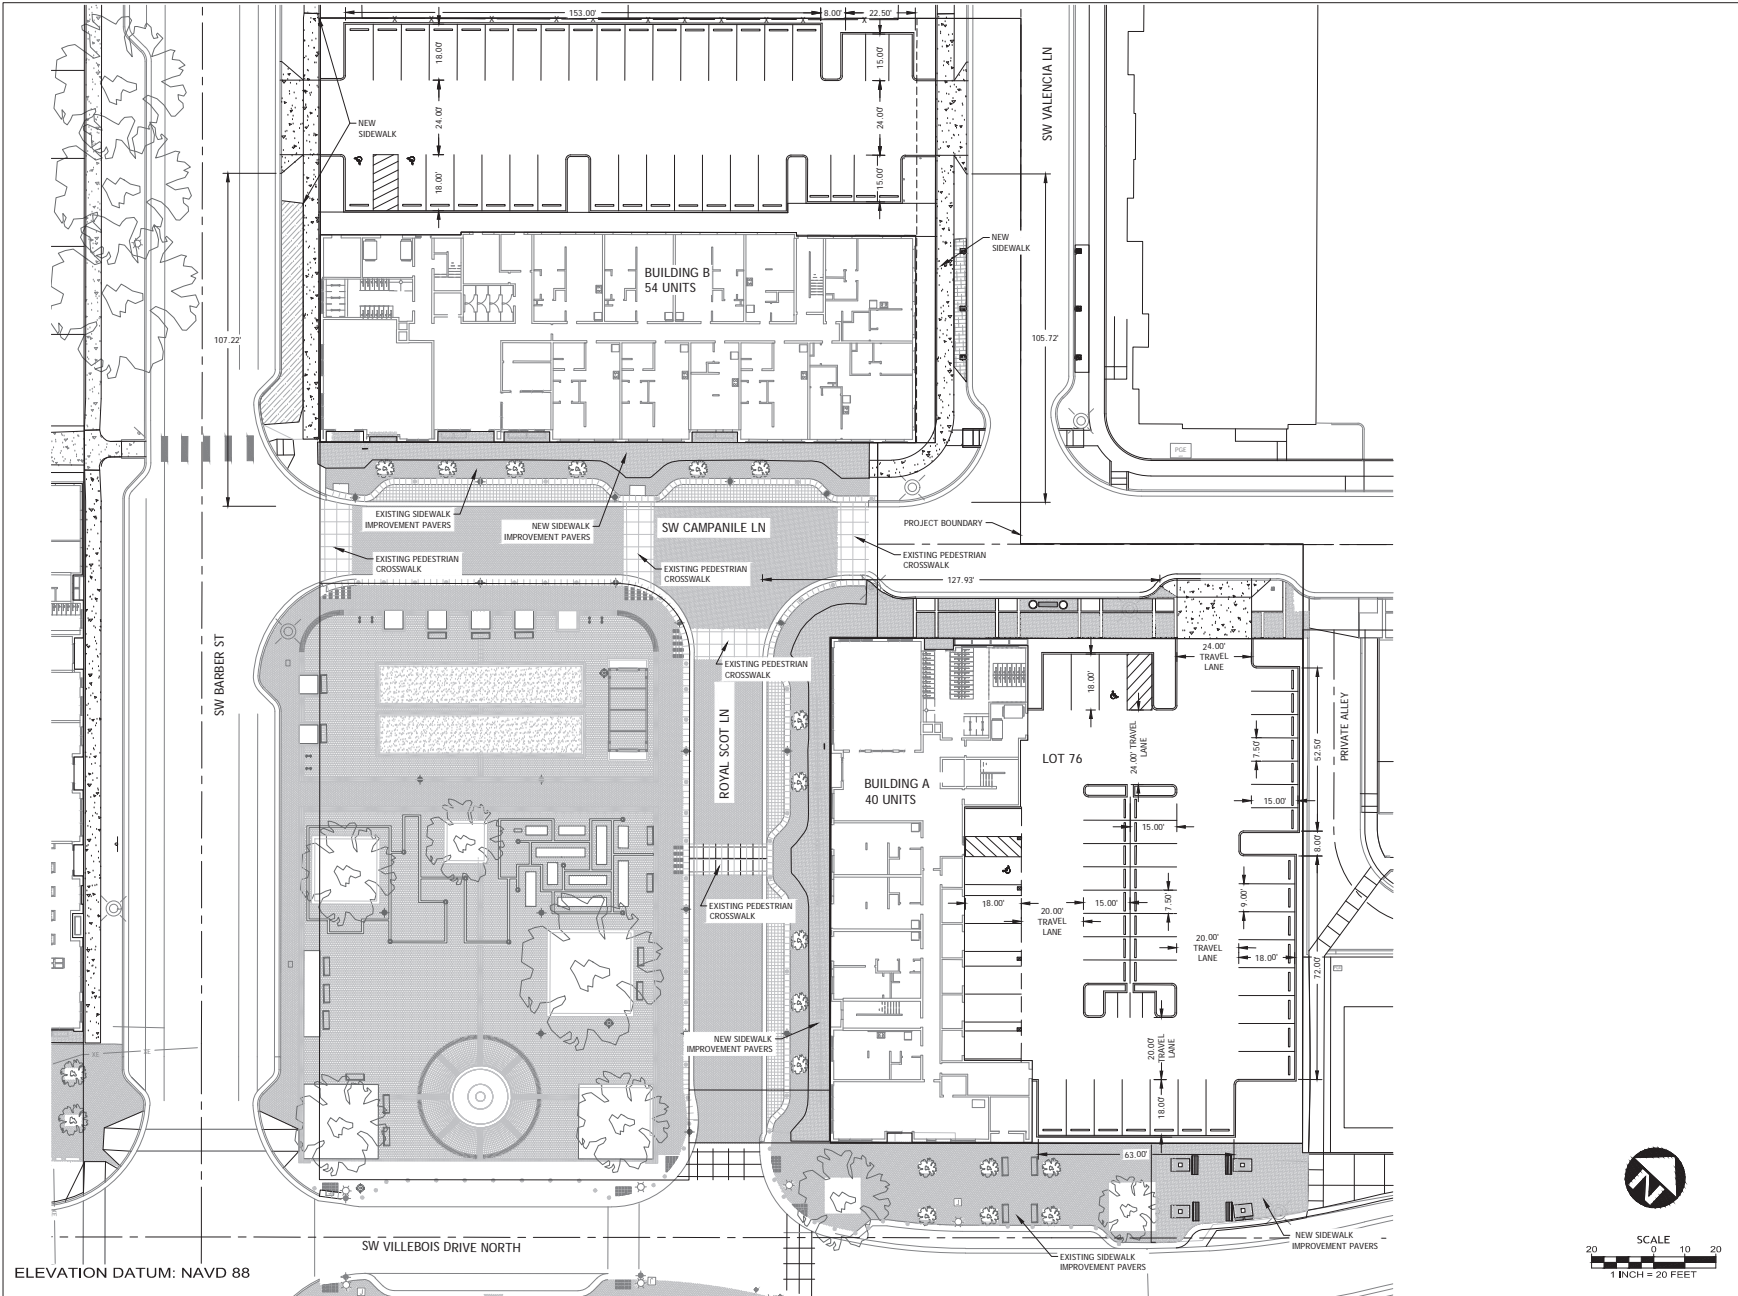 153.00'
8.00'
22.50'
18.00'
15.00'
SW VALENCIA LN
NEW
SIDEWALK
24.00'
24.00'
18.00'
15.00'
NEW
SIDEWALK
BUILDING B
54 UNITS
107.22'
105.72'
PGE
EXISTING SIDEWALK
IMPROVEMENT PAVERS
NEW SIDEWALK
IMPROVEMENT PAVERS
SW CAMPANILE LN
PROJECT BOUNDARY
EXISTING PEDESTRIAN
CROSSWALK
EXISTING PEDESTRIAN
CROSSWALK
EXISTING PEDESTRIAN
CROSSWALK
127.93'
SW BARBER ST
EXISTING PEDESTRIAN
CROSSWALK
24.00'
TRAVEL
LANE
18.00'
ROYAL SCOT LN
24.00' TRAVEL
LANE
7.50'
52.50'
PRIVATE ALLEY
LOT 76
BUILDING A
40 UNITS
15.00'
15.00'
8.00'
EXISTING PEDESTRIAN
CROSSWALK
18.00'
20.00'
TRAVEL
LANE
15.00'
7.50'
9.00'
20.00'
TRAVEL
LANE
18.00'
72.00'
NEW SIDEWALK
IMPROVEMENT PAVERS
20.00'
TRAVEL
LANE
18.00'
63.00'
XE
SE
SW VILLEBOIS DRIVE NORTH
EXISTING SIDEWALK
IMPROVEMENT PAVERS
NEW SIDEWALK
IMPROVEMENT PAVERS
N
SCALE
20 0 10 20
1 INCH = 20 FEET
ELEVATION DATUM: NAVD 88